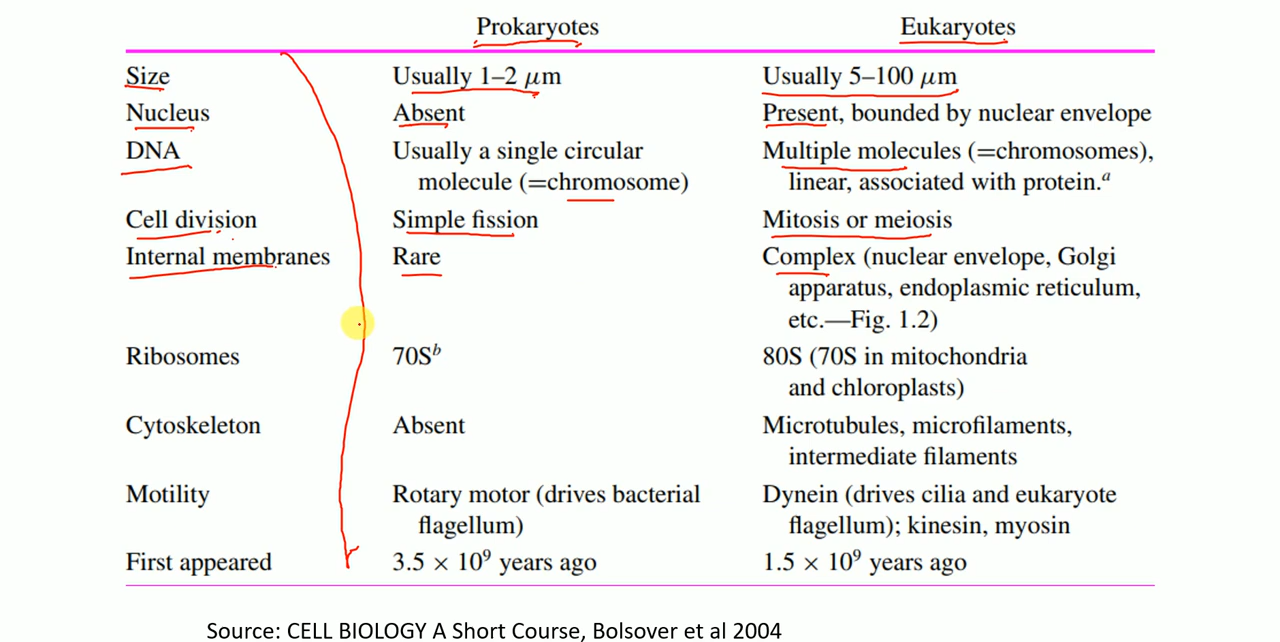 Prokaryotes Eukaryotes
Size Usually 1–2 μm Usually 5–100 μm
Nucleus Absent Present, bounded by nuclear envelope
DNA Usually a single circular Multiple molecules (=chromosomes),
molecule (=chromosome) linear, associated with protein.ᵃ
Cell division Simple fission Mitosis or meiosis
Internal membranes Rare Complex (nuclear envelope, Golgi
apparatus, endoplasmic reticulum,
etc.—Fig. 1.2)
Ribosomes 70Sᵇ 80S (70S in mitochondria
and chloroplasts)
Cytoskeleton Absent Microtubules, microfilaments,
intermediate filaments
Motility Rotary motor (drives bacterial Dynein (drives cilia and eukaryote
flagellum) flagellum); kinesin, myosin
First appeared 3.5 × 10⁹ years ago 1.5 × 10⁹ years ago
Source: CELL BIOLOGY A Short Course, Bolsover et al 2004